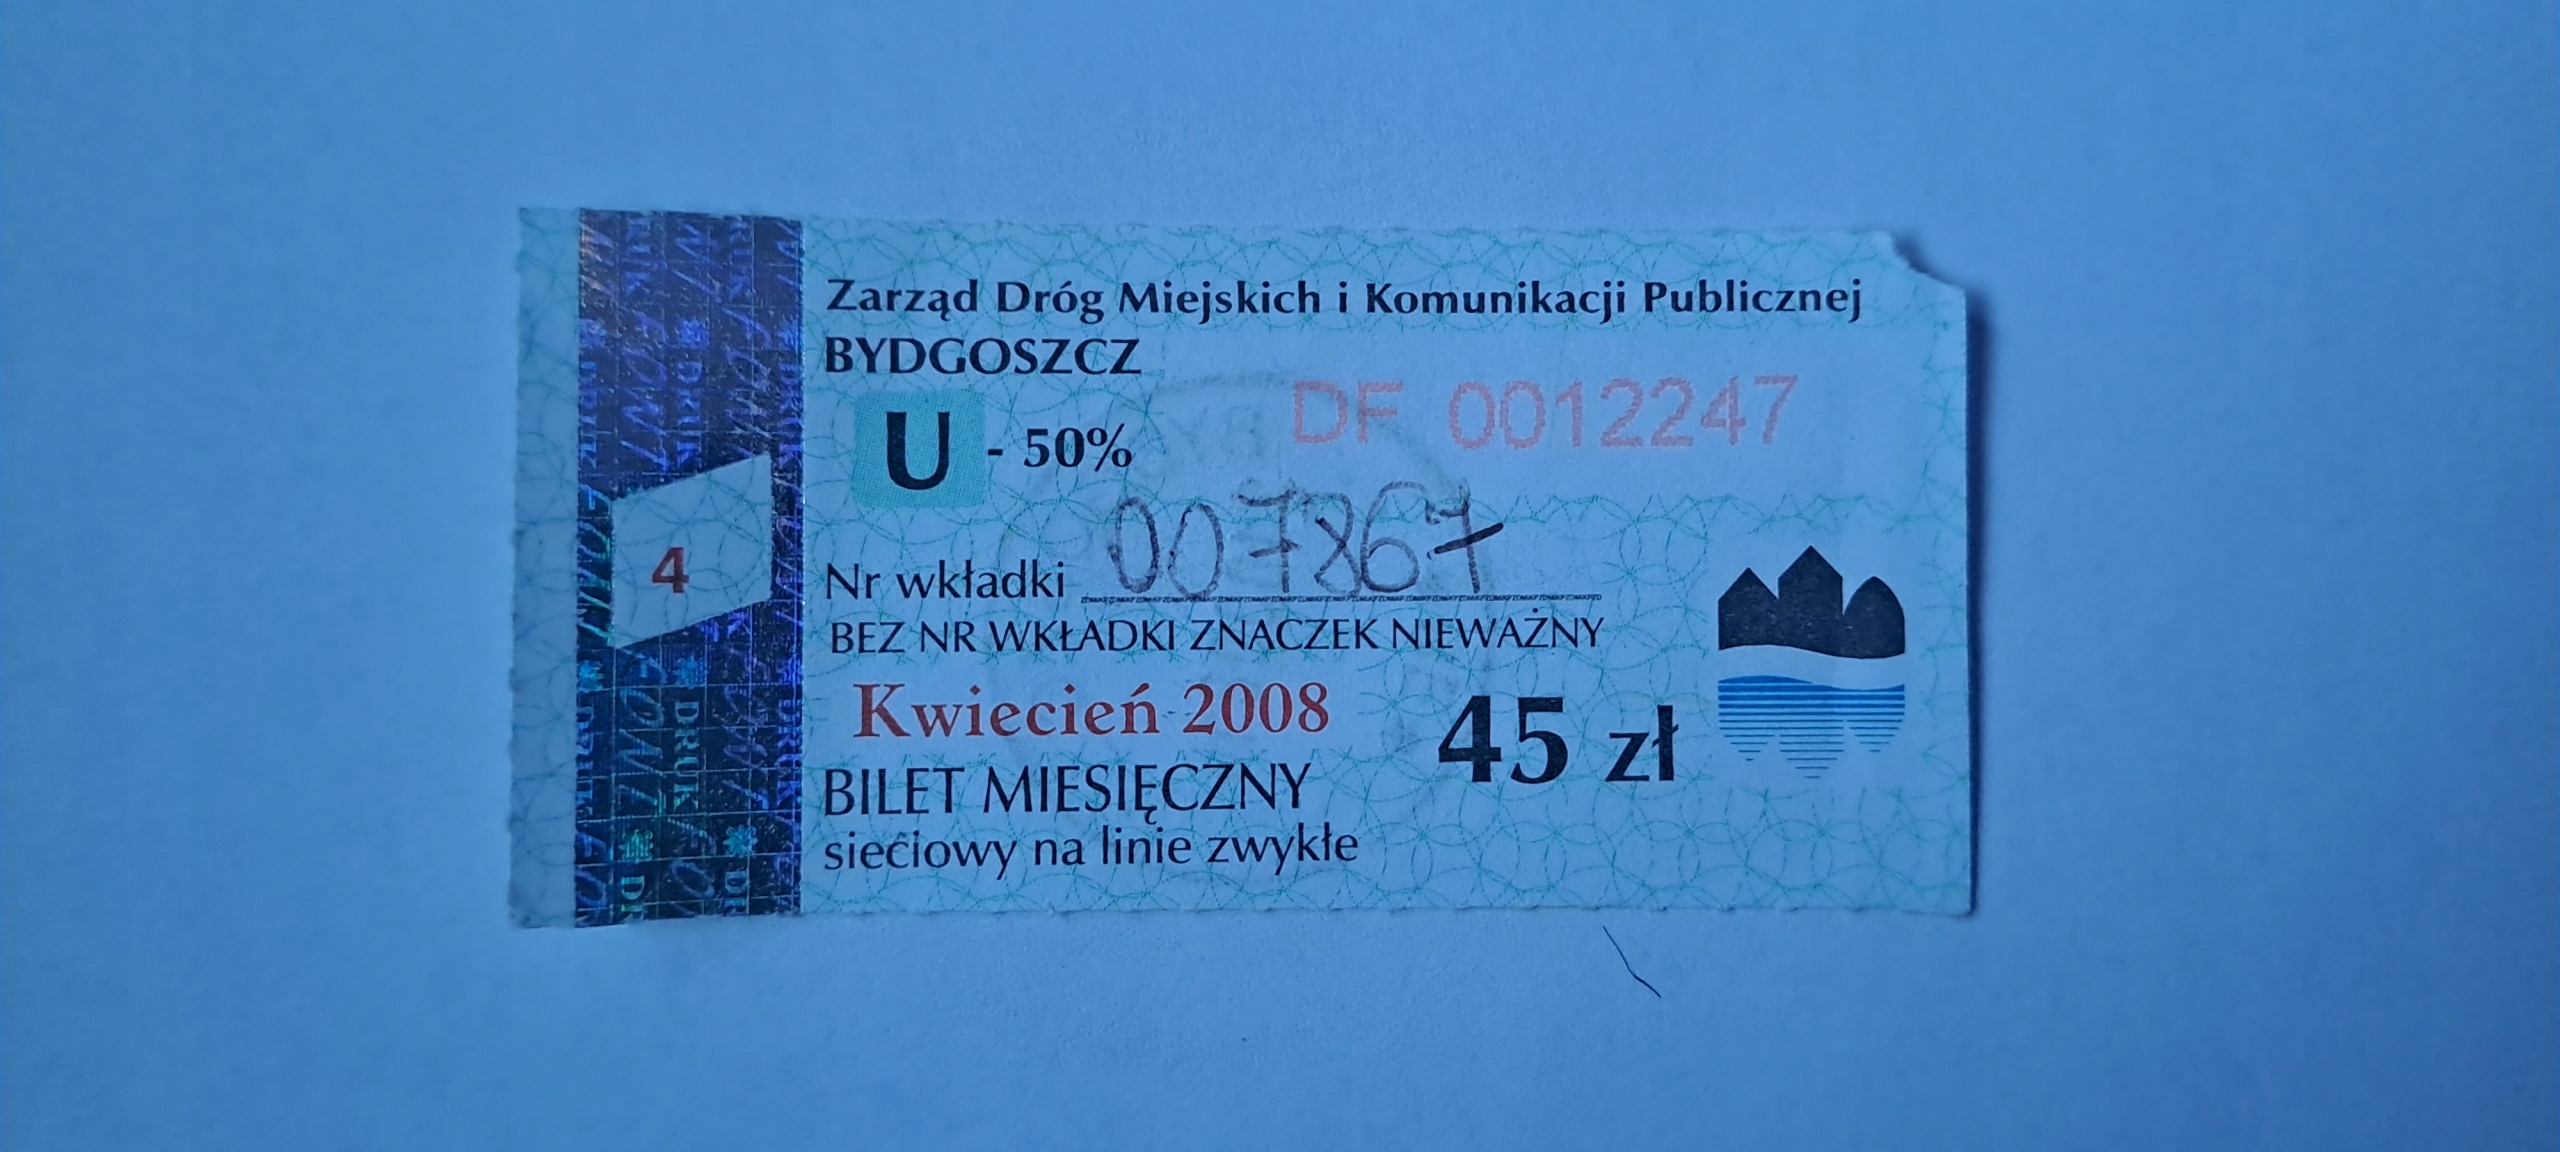 Zarząd Dróg Miejskich i Komunikacji Publicznej
BYDGOSZCZ
U - 50%
DF 0012247
4
Nr wkładki 007867
BEZ NR WKŁADKI ZNACZEK NIEWAŻNY
Kwiecień 2008
45 zł
BILET MIESIĘCZNY
sieciowy na linie zwykłe
DRUK